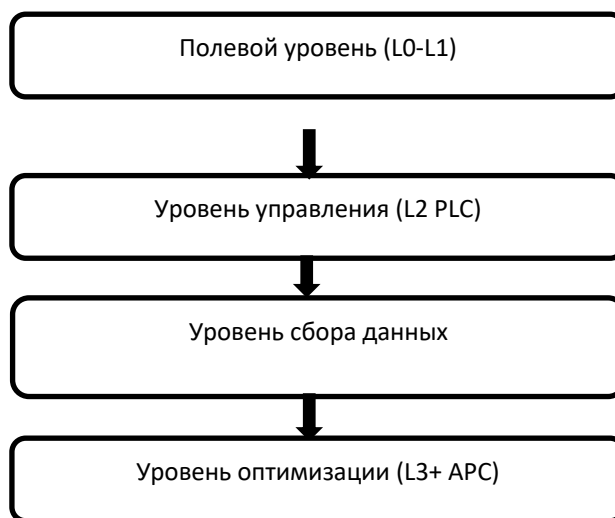 Полевой уровень (L0-L1)
Уровень управления (L2 PLC)
Уровень сбора данных
Уровень оптимизации (L3+ APC)